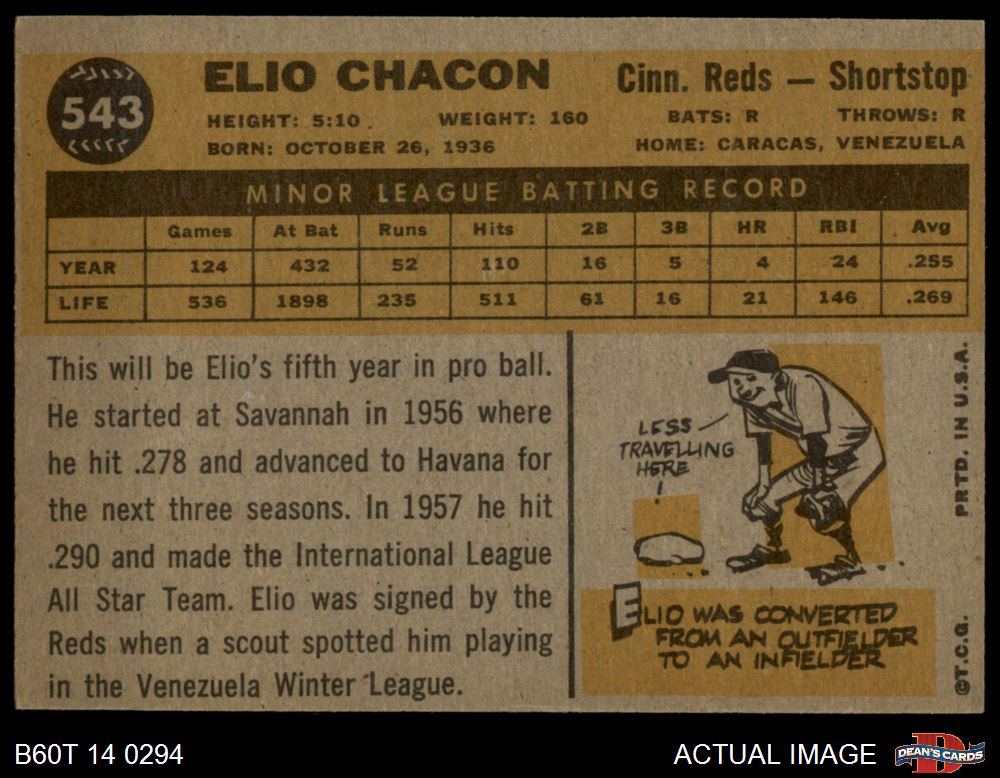 543
ELIO CHACON
Cinn. Reds — Shortstop
HEIGHT: 5:10 WEIGHT: 160 BATS: R THROWS: R
BORN: OCTOBER 26, 1936 HOME: CARACAS, VENEZUELA
MINOR LEAGUE BATTING RECORD
Games At Bat Runs Hits 2B 3B HR RBI Avg
YEAR 124 432 52 110 16 5 4 24 .255
LIFE 536 1898 235 511 61 16 21 146 .269
This will be Elio's fifth year in pro ball.
He started at Savannah in 1956 where
he hit .278 and advanced to Havana for
the next three seasons. In 1957 he hit
.290 and made the International League
All Star Team. Elio was signed by the
Reds when a scout spotted him playing
in the Venezuela Winter League.
LESS
TRAVELLING
HERE
!
ELIO WAS CONVERTED
FROM AN OUTFIELDER
TO AN INFIELDER
©T.C.G. PRTD. IN U.S.A.
B60T 14 0294
ACTUAL IMAGE
D
DEAN'S CARDS